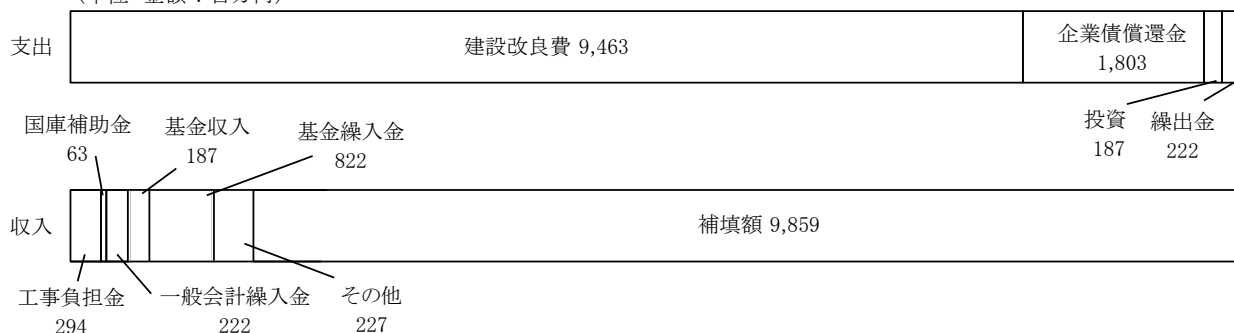 支出
建設改良費 9,463
企業債償還金
1,803
投資
187
繰出金
222
国庫補助金
63
基金収入
187
基金繰入金
822
収入
補填額 9,859
工事負担金
294
一般会計繰入金
222
その他
227